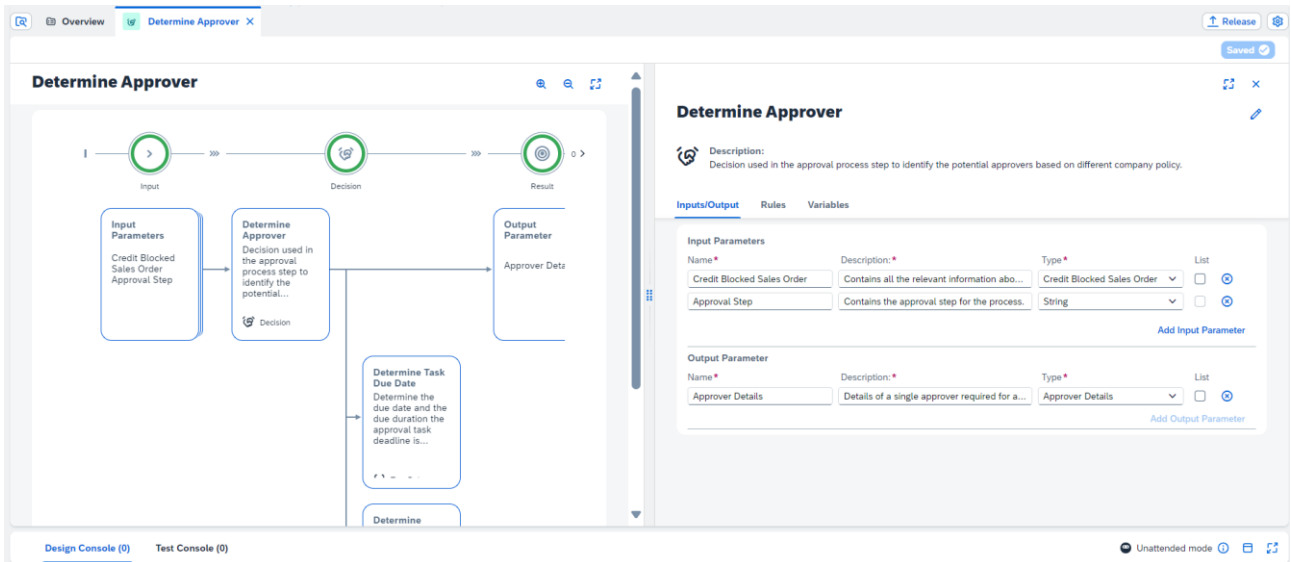 Overview
Determine Approver
Release
Saved
Determine Approver
Input
Decision
Result
0
Input
Parameters
Credit Blocked
Sales Order
Approval Step
Determine
Approver
Decision used in
the approval
process step to
identify the
potential...
Decision
Output
Parameter
Approver Deta
Determine Task
Due Date
Determine the
due date and the
due duration the
approval task
deadline is...
Determine
Determine Approver
Description:
Decision used in the approval process step to identify the potential approvers based on different company policy.
Inputs/Output Rules Variables
Input Parameters
Name* Description:* Type* List
Credit Blocked Sales Order Contains all the relevant information abo... Credit Blocked Sales Order
Approval Step Contains the approval step for the process. String
Add Input Parameter
Output Parameter
Name* Description:* Type* List
Approver Details Details of a single approver required for a... Approver Details
Add Output Parameter
Design Console (0) Test Console (0)
Unattended mode